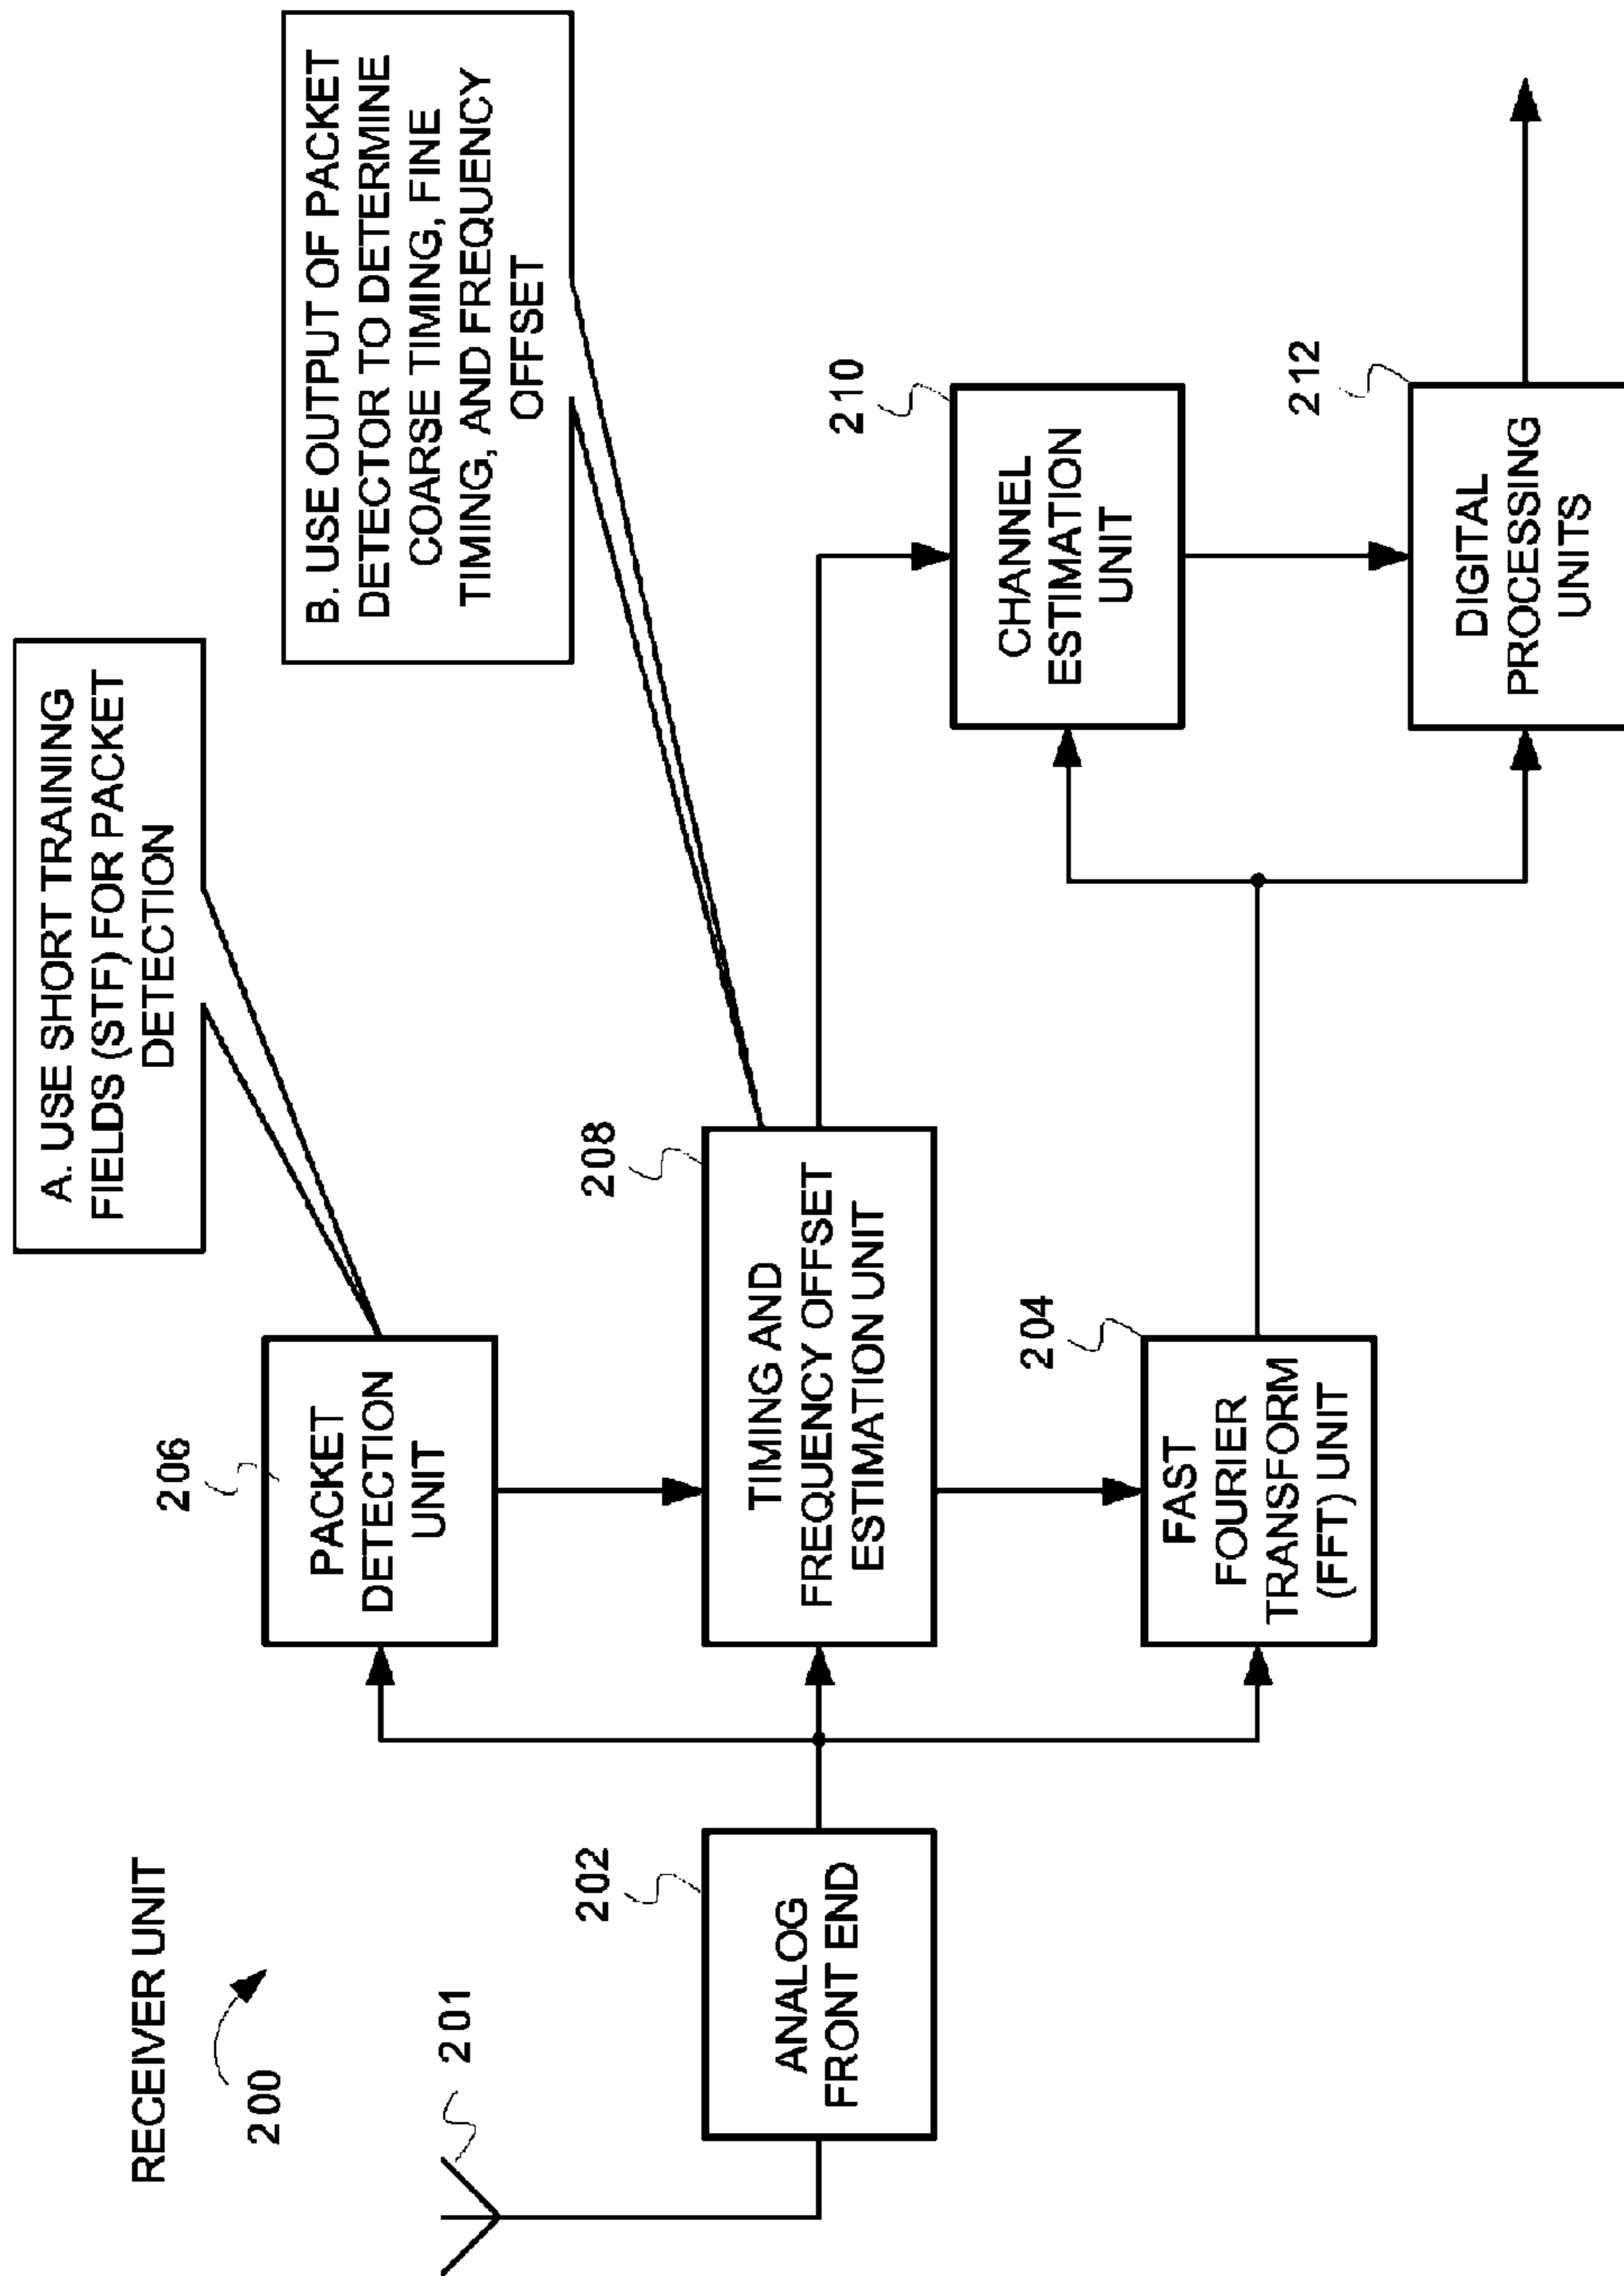 RECEIVER UNIT
200
201
A. USE SHORT TRAINING
FIELDS (STF) FOR PACKET
DETECTION
B. USE OUTPUT OF PACKET
DETECTOR TO DETERMINE
COARSE TIMING, FINE
TIMING, AND FREQUENCY
OFFSET
206
PACKET
DETECTION
UNIT
202
ANALOG
FRONT END
208
TIMING AND
FREQUENCY OFFSET
ESTIMATION UNIT
210
CHANNEL
ESTIMATION
UNIT
204
FAST
FOURIER
TRANSFORM
(FFT) UNIT
212
DIGITAL
PROCESSING
UNITS